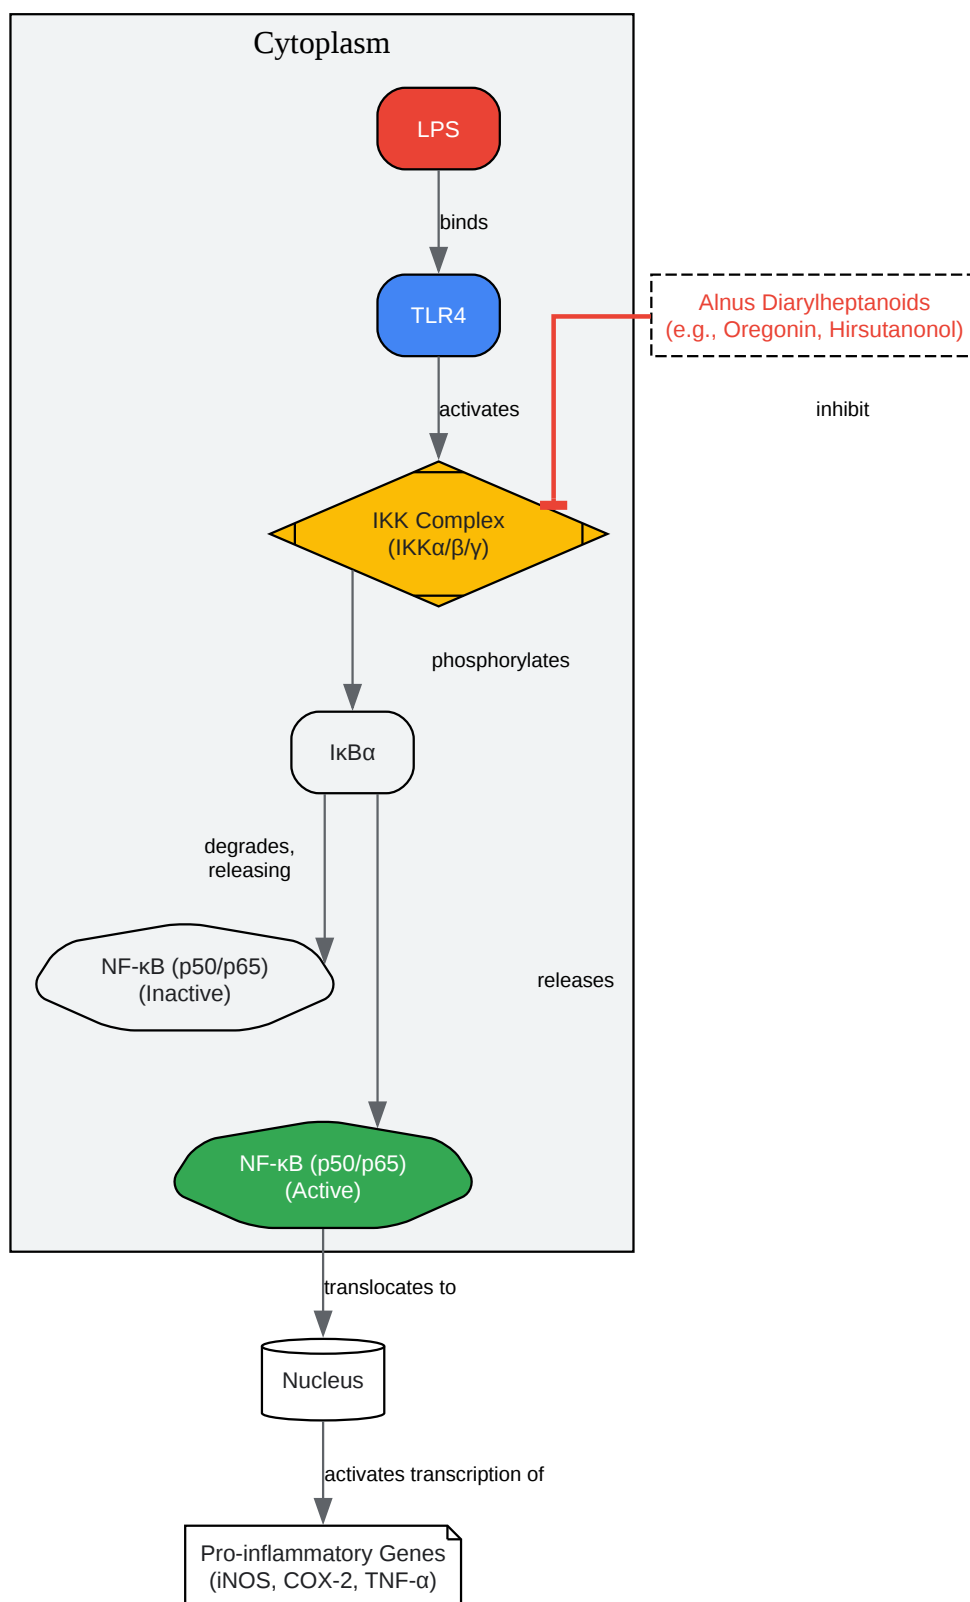 Cytoplasm
LPS
binds
TLR4
Alnus Diarylheptanoids
(e.g., Oregonin, Hirsutanonol)
activates
inhibit
IKK Complex
(IKKα/β/γ)
phosphorylates
IκBα
degrades,
releasing
NF-κB (p50/p65)
(Inactive)
releases
NF-κB (p50/p65)
(Active)
translocates to
Nucleus
activates transcription of
Pro-inflammatory Genes
(iNOS, COX-2, TNF-α)